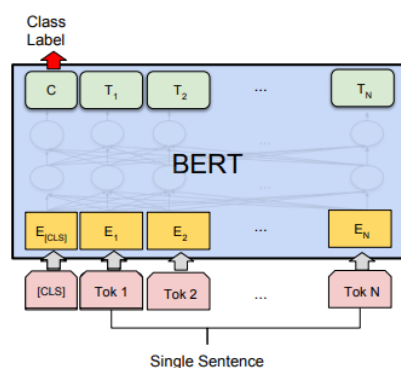 Class
Label
C T1 T2 ... TN
...
BERT
...
E[CLS] E1 E2 ... EN
[CLS] Tok 1 Tok 2 ... Tok N
Single Sentence